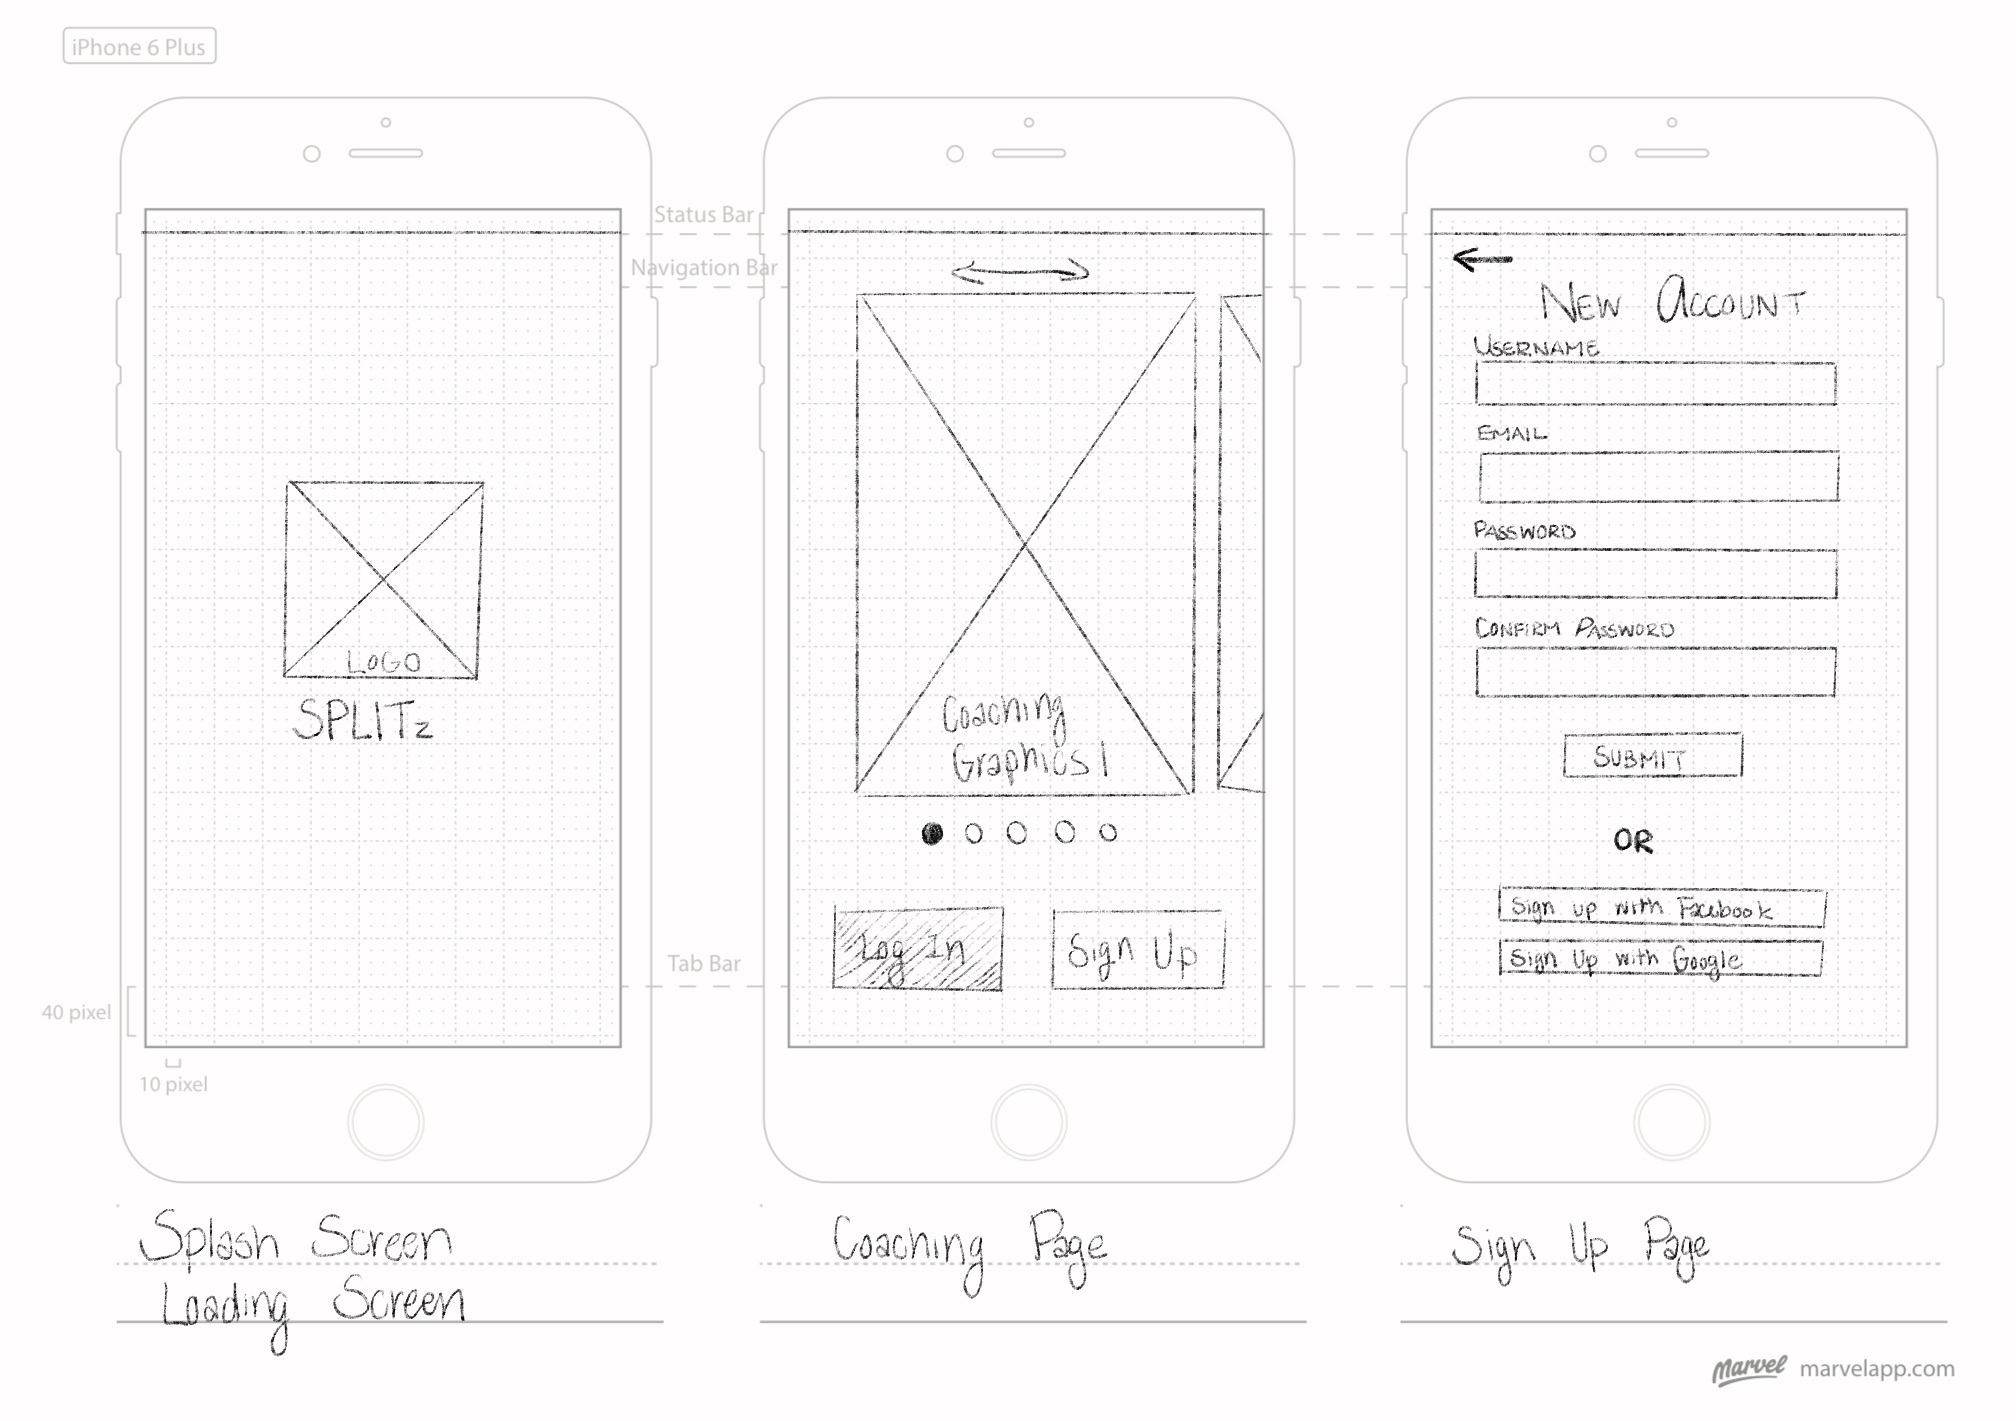 iPhone 6 Plus
Status Bar
Navigation Bar
Tab Bar
40 pixel
10 pixel
LOGO
SPLITz
Splash Screen
Loading Screen
Coaching
Graphics 1
Log In
Sign Up
Coaching Page
NEW ACCOUNT
USERNAME
EMAIL
PASSWORD
CONFIRM PASSWORD
SUBMIT
OR
Sign up with Facebook
Sign Up with Google
Sign Up Page
Marvel marvelapp.com